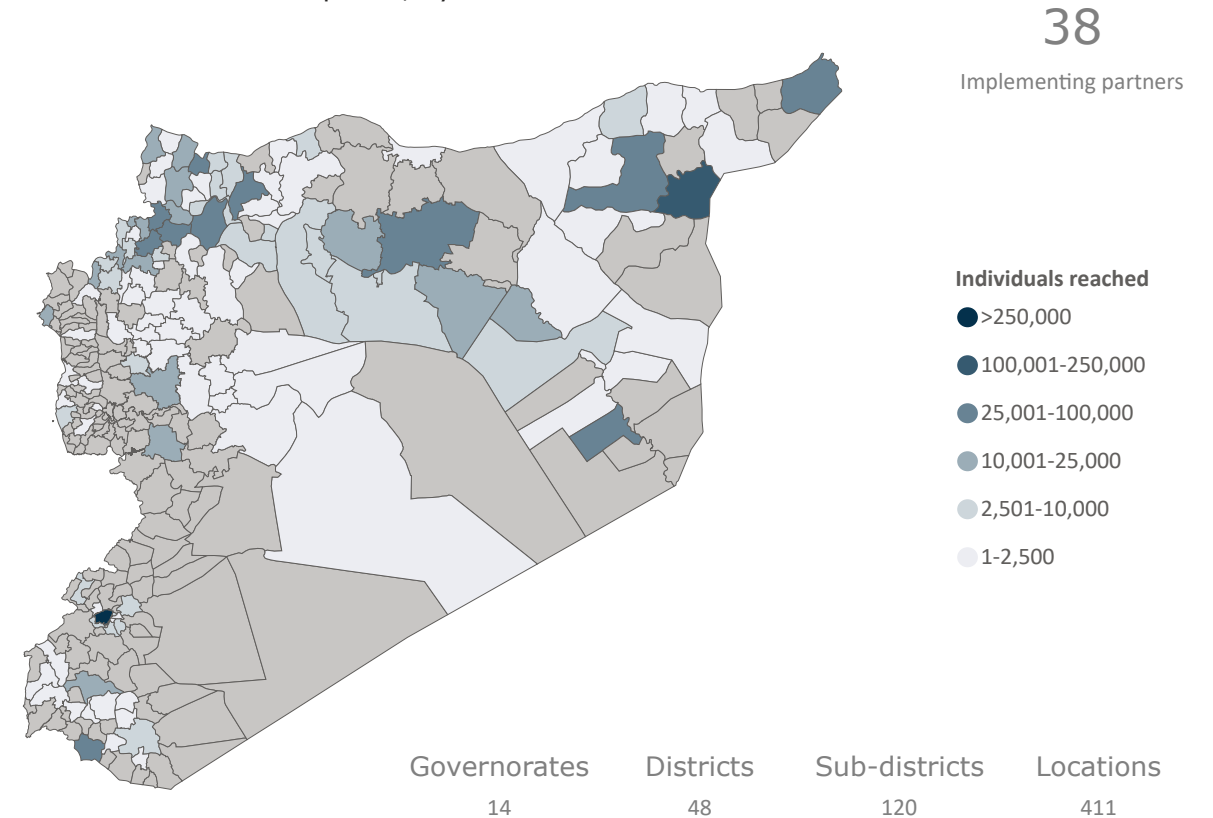 38
Implementing partners
Individuals reached
>250,000
100,001-250,000
25,001-100,000
10,001-25,000
2,501-10,000
1-2,500
Governorates Districts Sub-districts Locations
14 48 120 411